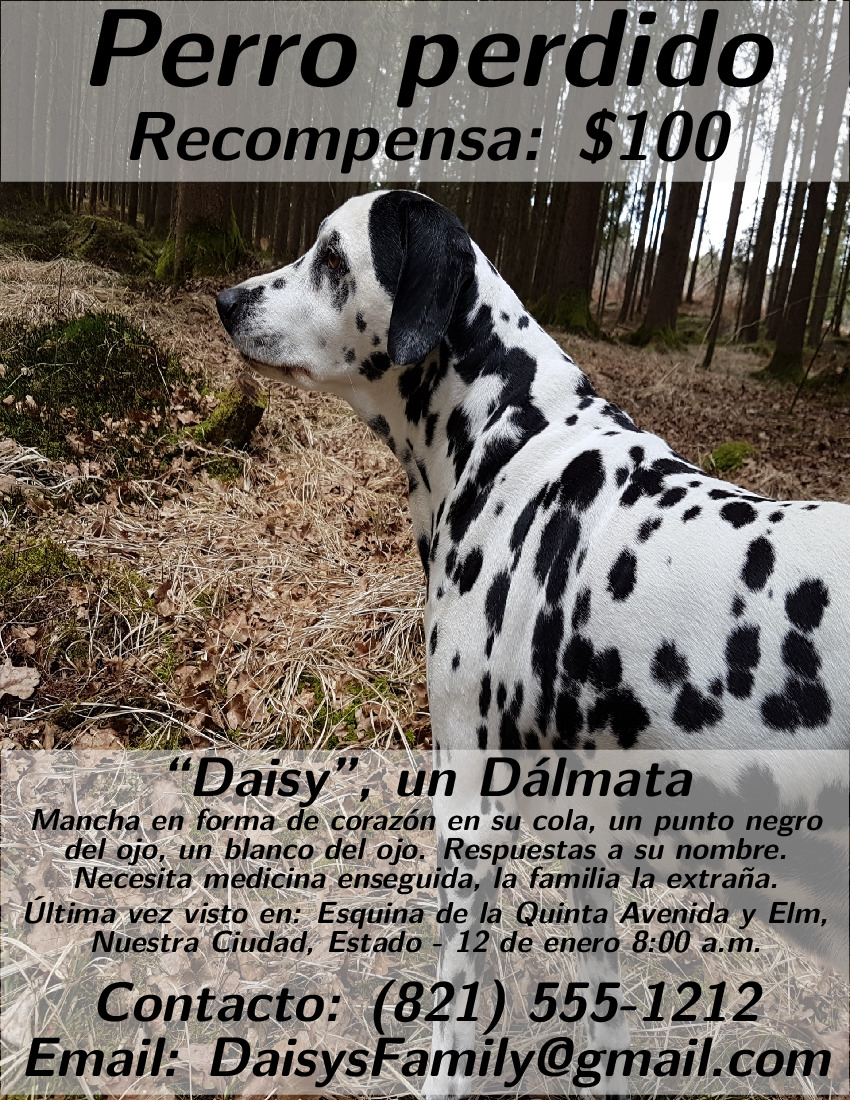 Perro perdido
Recompensa: $100
“Daisy”, un Dálmata
Mancha en forma de corazón en su cola, un punto negro
del ojo, un blanco del ojo. Respuestas a su nombre.
Necesita medicina enseguida, la familia la extraña.
Última vez visto en: Esquina de la Quinta Avenida y Elm,
Nuestra Ciudad, Estado - 12 de enero 8:00 a.m.
Contacto: (821) 555-1212
Email: DaisysFamily@gmail.com